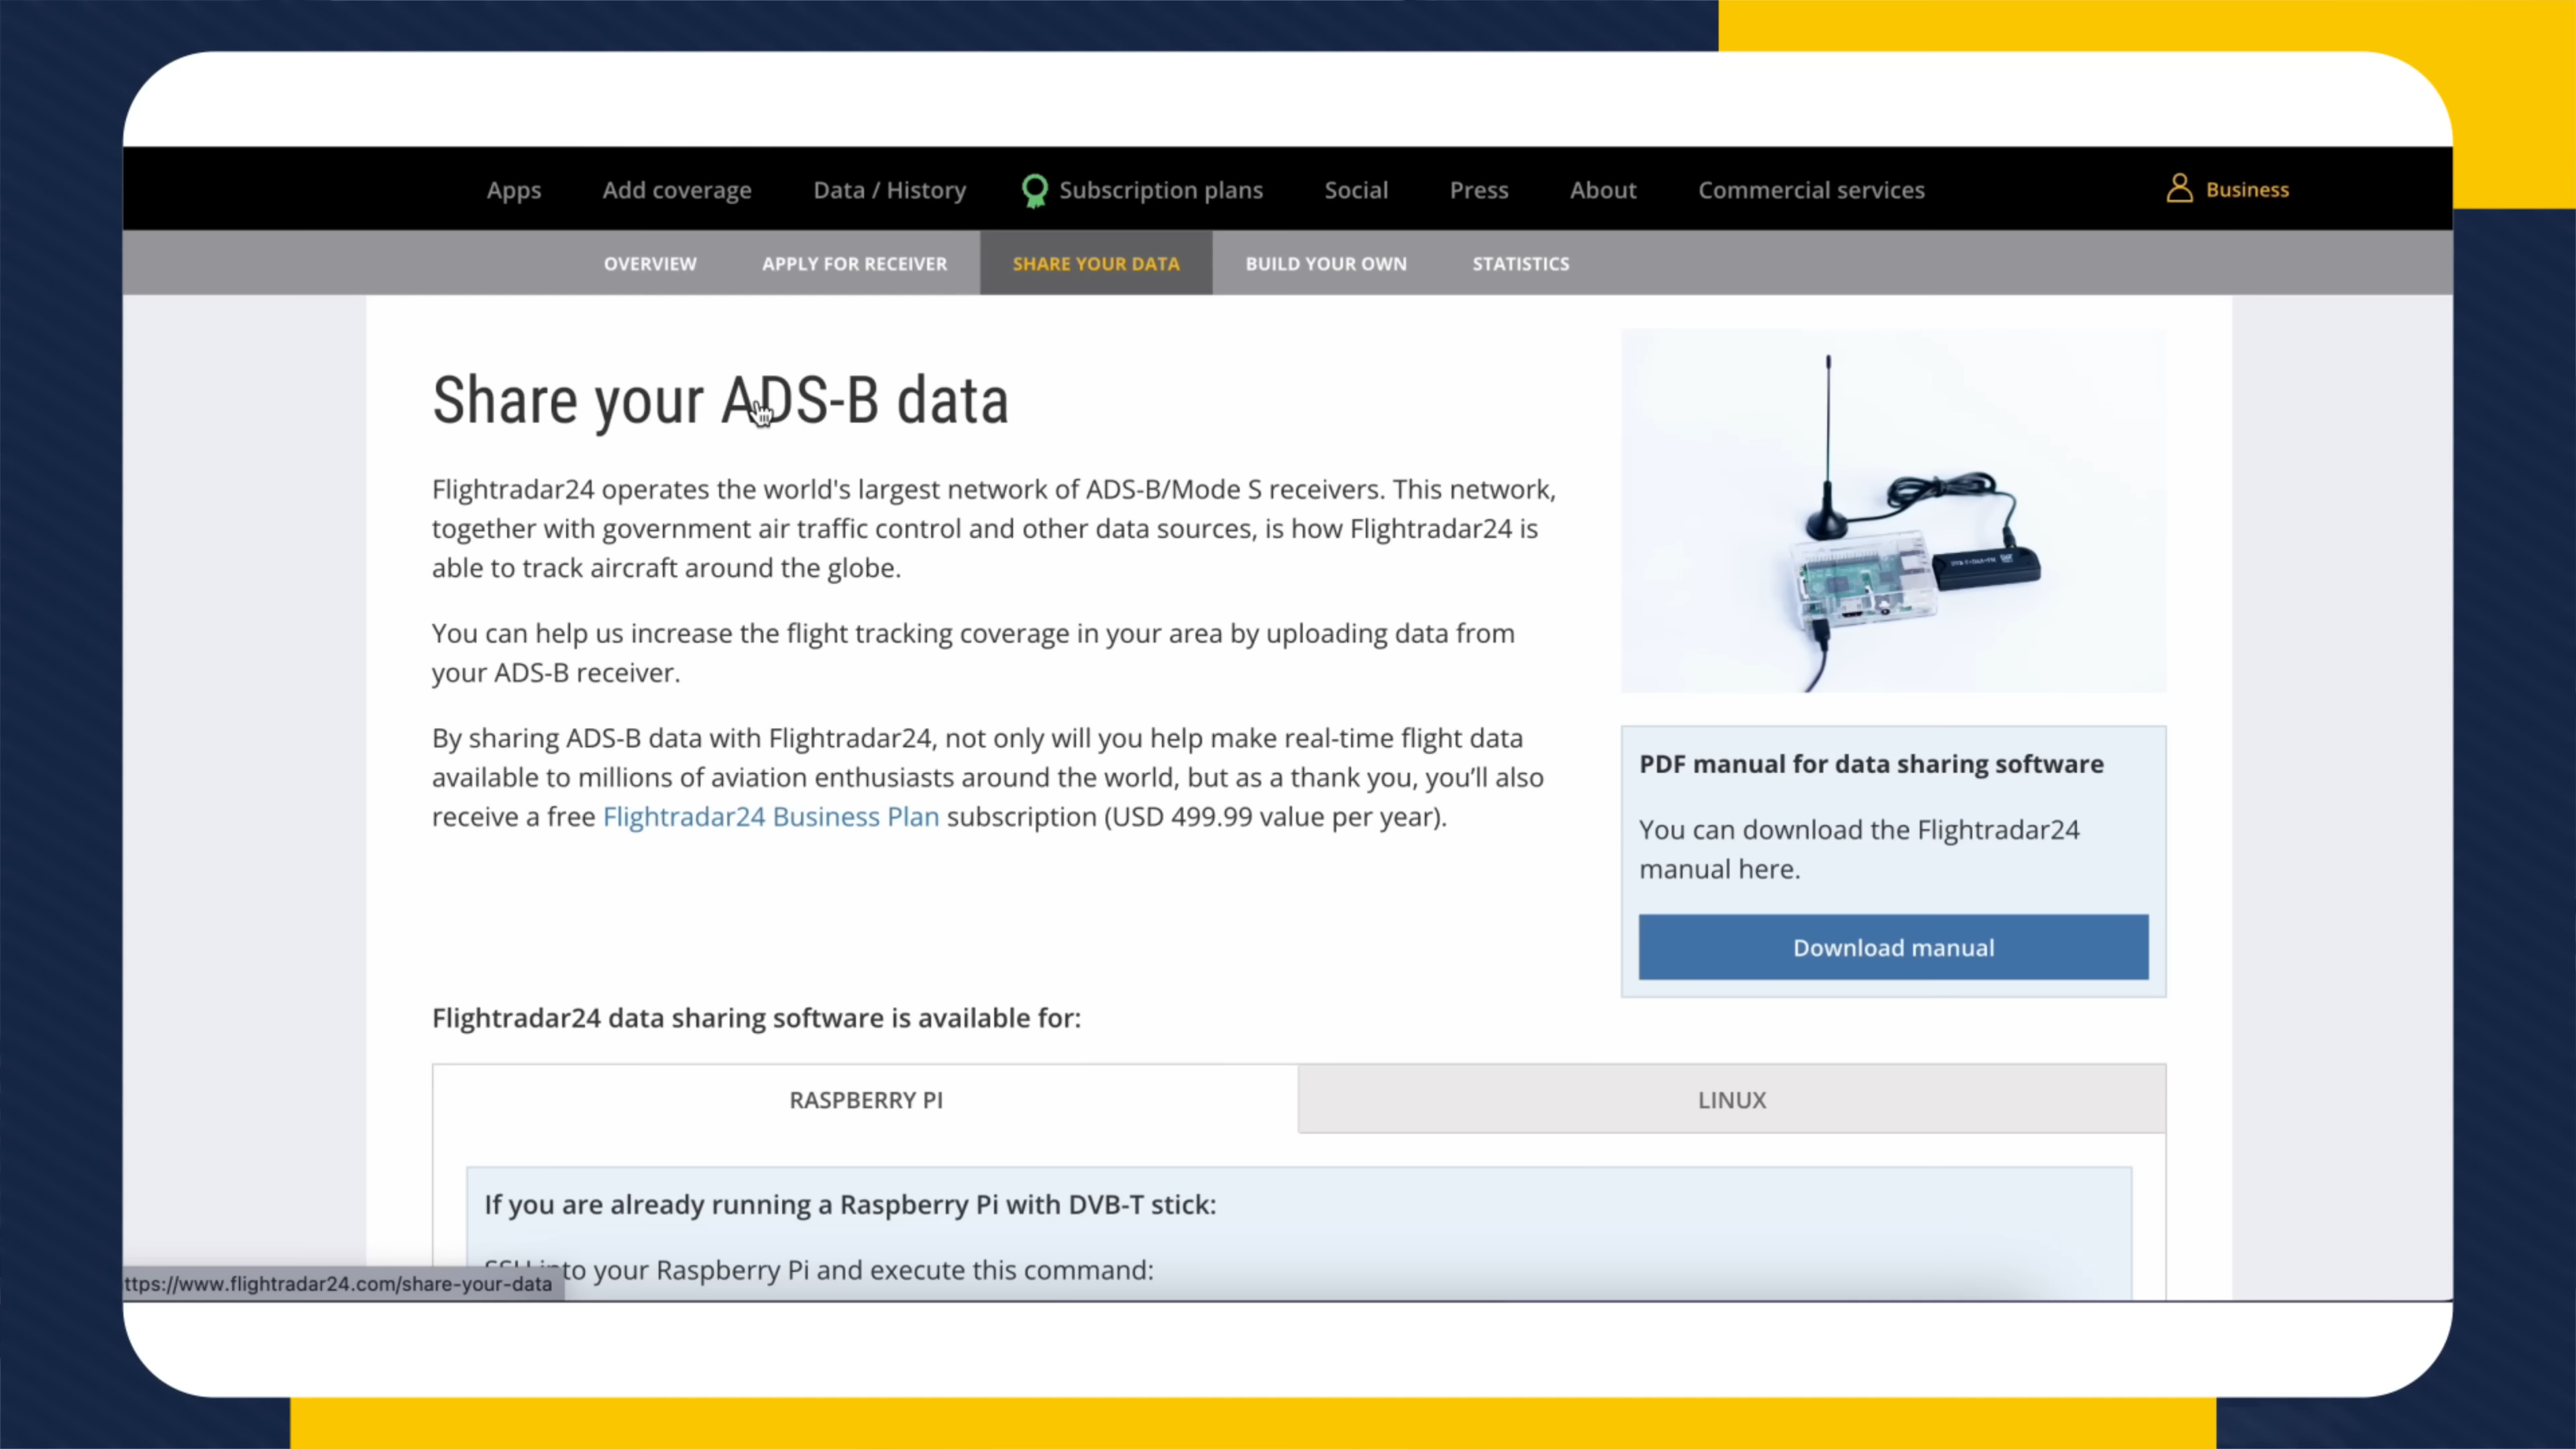 Apps Add coverage Data / History Subscription plans Social Press About Commercial services Business
OVERVIEW APPLY FOR RECEIVER SHARE YOUR DATA BUILD YOUR OWN STATISTICS
Share your ADS-B data
Flightradar24 operates the world's largest network of ADS-B/Mode S receivers. This network,
together with government air traffic control and other data sources, is how Flightradar24 is
able to track aircraft around the globe.
You can help us increase the flight tracking coverage in your area by uploading data from
your ADS-B receiver.
By sharing ADS-B data with Flightradar24, not only will you help make real-time flight data
available to millions of aviation enthusiasts around the world, but as a thank you, you'll also
receive a free Flightradar24 Business Plan subscription (USD 499.99 value per year).
PDF manual for data sharing software
You can download the Flightradar24
manual here.
Download manual
Flightradar24 data sharing software is available for:
RASPBERRY PI LINUX
If you are already running a Raspberry Pi with DVB-T stick:
to your Raspberry Pi and execute this command:
ttps://www.flightradar24.com/share-your-data